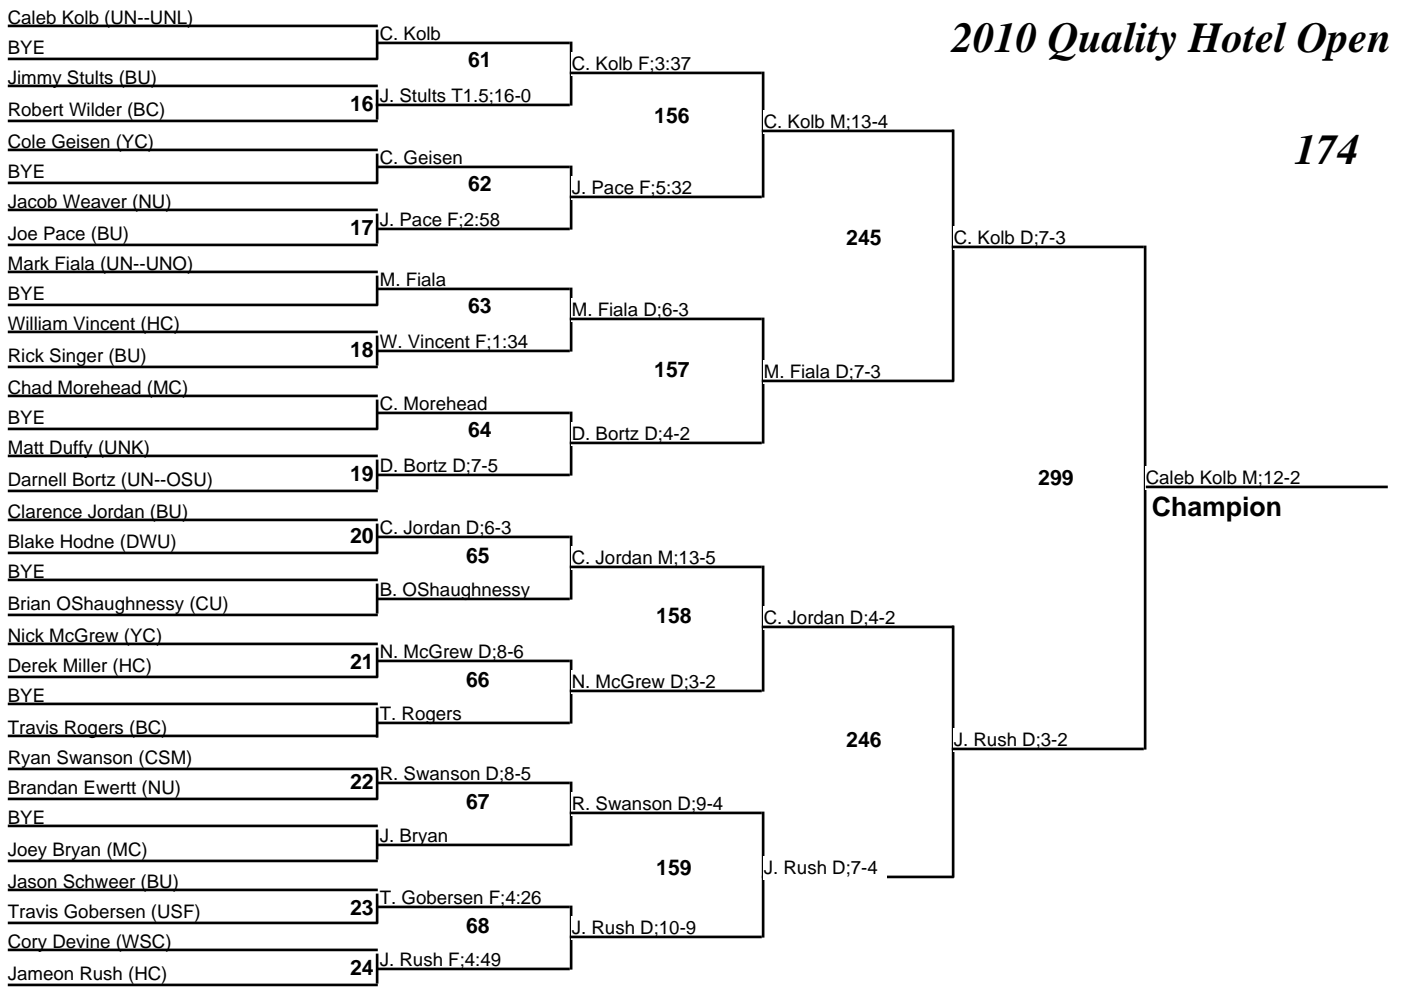 2010 Quality Hotel Open
174
Caleb Kolb (UN--UNL)
BYE
Jimmy Stults (BU)
Robert Wilder (BC)
Cole Geisen (YC)
BYE
Jacob Weaver (NU)
Joe Pace (BU)
Mark Fiala (UN--UNO)
BYE
William Vincent (HC)
Rick Singer (BU)
Chad Morehead (MC)
BYE
Matt Duffy (UNK)
Darnell Bortz (UN--OSU)
Clarence Jordan (BU)
Blake Hodne (DWU)
BYE
Brian OShaughnessy (CU)
Nick McGrew (YC)
Derek Miller (HC)
BYE
Travis Rogers (BC)
Ryan Swanson (CSM)
Brandan Ewertt (NU)
BYE
Joey Bryan (MC)
Jason Schweer (BU)
Travis Gobersen (USF)
Cory Devine (WSC)
Jameon Rush (HC)
16
17
18
19
20
21
22
23
24
C. Kolb
J. Stults T1.5;16-0
C. Geisen
J. Pace F;2:58
M. Fiala
W. Vincent F;1:34
C. Morehead
D. Bortz D;7-5
C. Jordan D;6-3
B. OShaughnessy
N. McGrew D;8-6
T. Rogers
R. Swanson D;8-5
J. Bryan
T. Gobersen F;4:26
J. Rush F;4:49
61
62
63
64
65
66
67
68
C. Kolb F;3:37
J. Pace F;5:32
M. Fiala D;6-3
D. Bortz D;4-2
C. Jordan M;13-5
N. McGrew D;3-2
R. Swanson D;9-4
J. Rush D;10-9
156
157
158
159
C. Kolb M;13-4
M. Fiala D;7-3
C. Jordan D;4-2
J. Rush D;7-4
245
246
C. Kolb D;7-3
J. Rush D;3-2
299
Caleb Kolb M;12-2
Champion